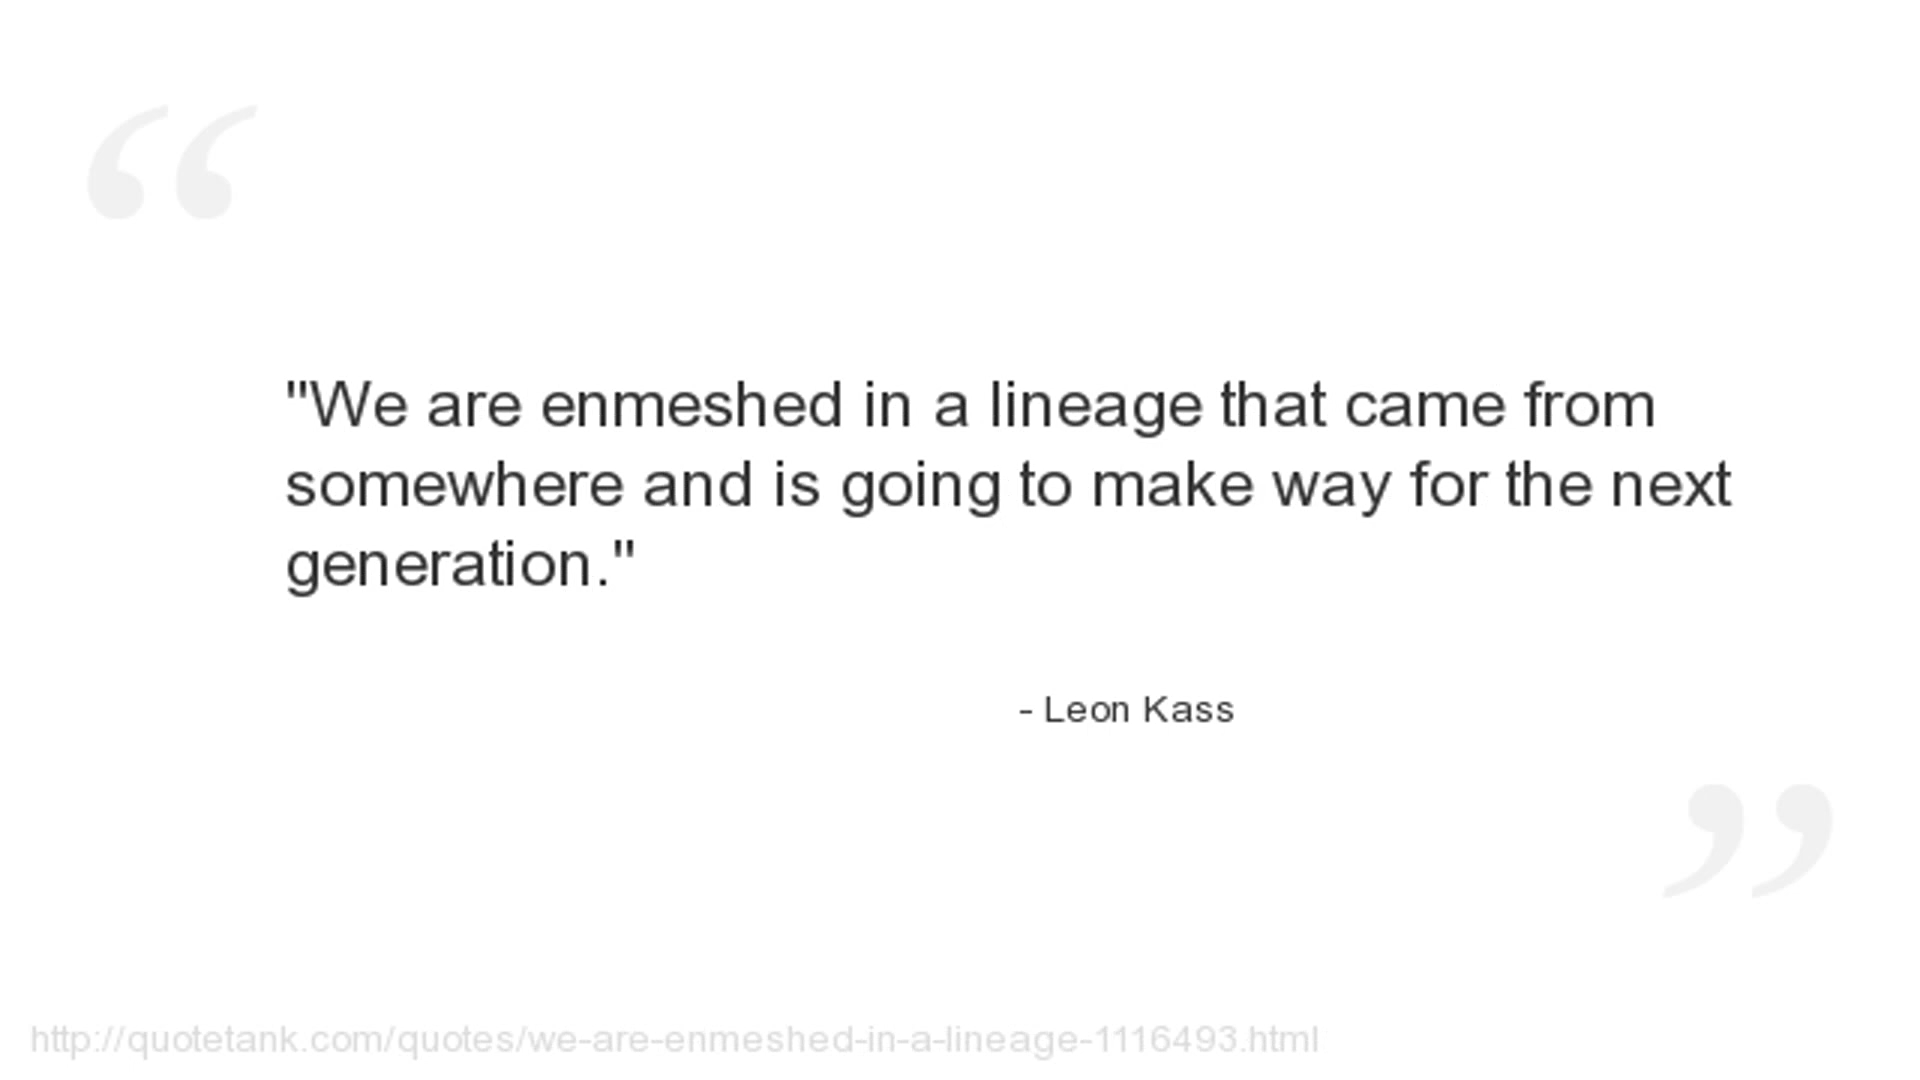 "We are enmeshed in a lineage that came from
somewhere and is going to make way for the next
generation."
- Leon Kass
http://quotetank.com/quotes/we-are-enmeshed-in-a-lineage-1116493.html